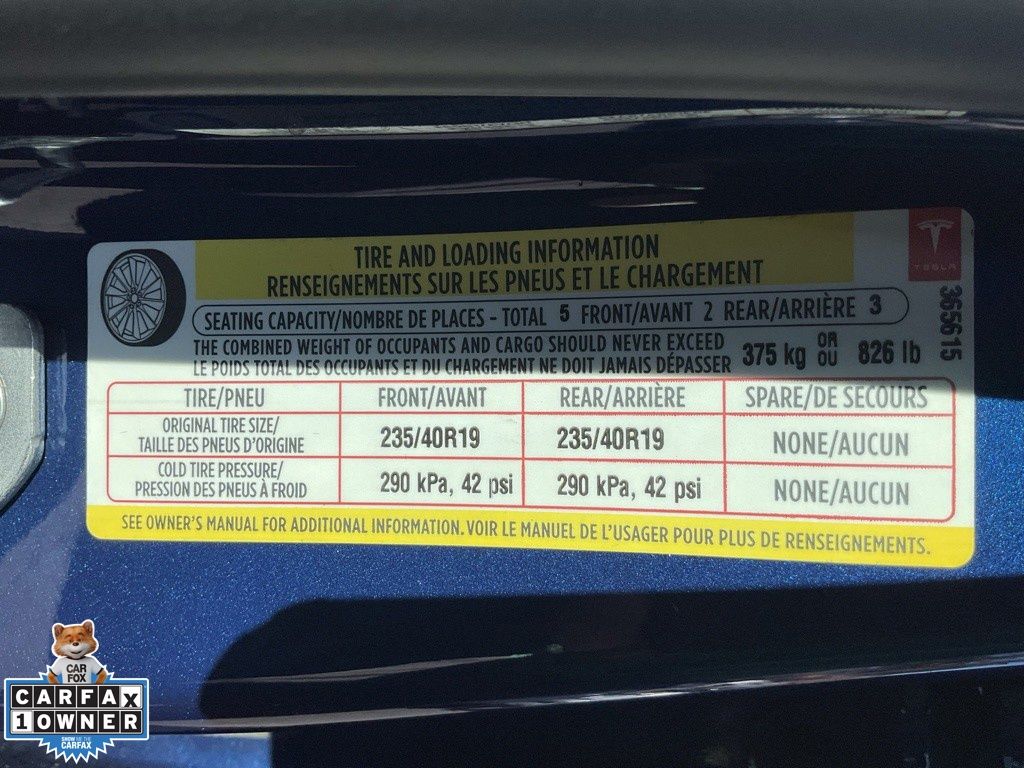 TIRE AND LOADING INFORMATION
RENSEIGNEMENTS SUR LES PNEUS ET LE CHARGEMENT
TESLA
SEATING CAPACITY/NOMBRE DE PLACES - TOTAL 5 FRONT/AVANT 2 REAR/ARRIÈRE 3
365615
THE COMBINED WEIGHT OF OCCUPANTS AND CARGO SHOULD NEVER EXCEED
LE POIDS TOTAL DES OCCUPANTS ET DU CHARGEMENT NE DOIT JAMAIS DÉPASSER
375 kg OR OU 826 lb
TIRE/PNEU FRONT/AVANT REAR/ARRIÈRE SPARE/DE SECOURS
ORIGINAL TIRE SIZE/
TAILLE DES PNEUS D'ORIGINE
235/40R19 235/40R19 NONE/AUCUN
COLD TIRE PRESSURE/
PRESSION DES PNEUS À FROID
290 kPa, 42 psi 290 kPa, 42 psi NONE/AUCUN
SEE OWNER'S MANUAL FOR ADDITIONAL INFORMATION. VOIR LE MANUEL DE L'USAGER POUR PLUS DE RENSEIGNEMENTS.
CAR
FOX
CARFAX
1 OWNER
SHOW ME THE
CARFAX